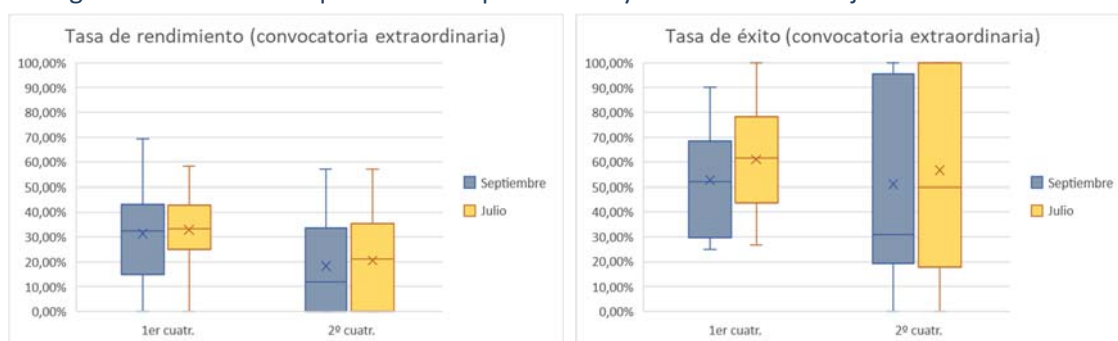 Tasa de rendimiento (convocatoria extraordinaria)
100,00%
90,00%
80,00%
70,00%
60,00%
50,00%
40,00%
30,00%
20,00%
10,00%
0,00%
1er cuatr.
2º cuatr.
Septiembre
Julio
Tasa de éxito (convocatoria extraordinaria)
100,00%
90,00%
80,00%
70,00%
60,00%
50,00%
40,00%
30,00%
20,00%
10,00%
0,00%
1er cuatr.
2º cuatr.
Septiembre
Julio